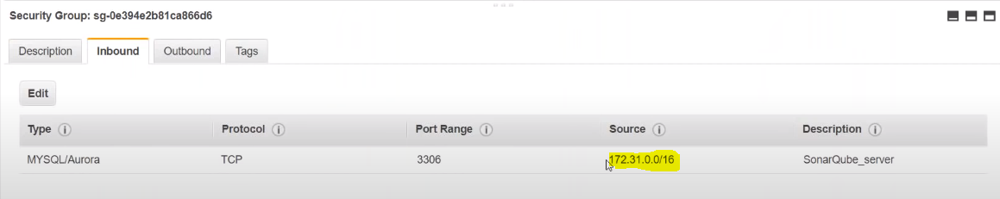 Security Group: sg-0e394e2b81ca866d6
Description Inbound Outbound Tags
Edit
Type Protocol Port Range Source Description
MYSQL/Aurora TCP 3306 172.31.0.0/16 SonarQube_server